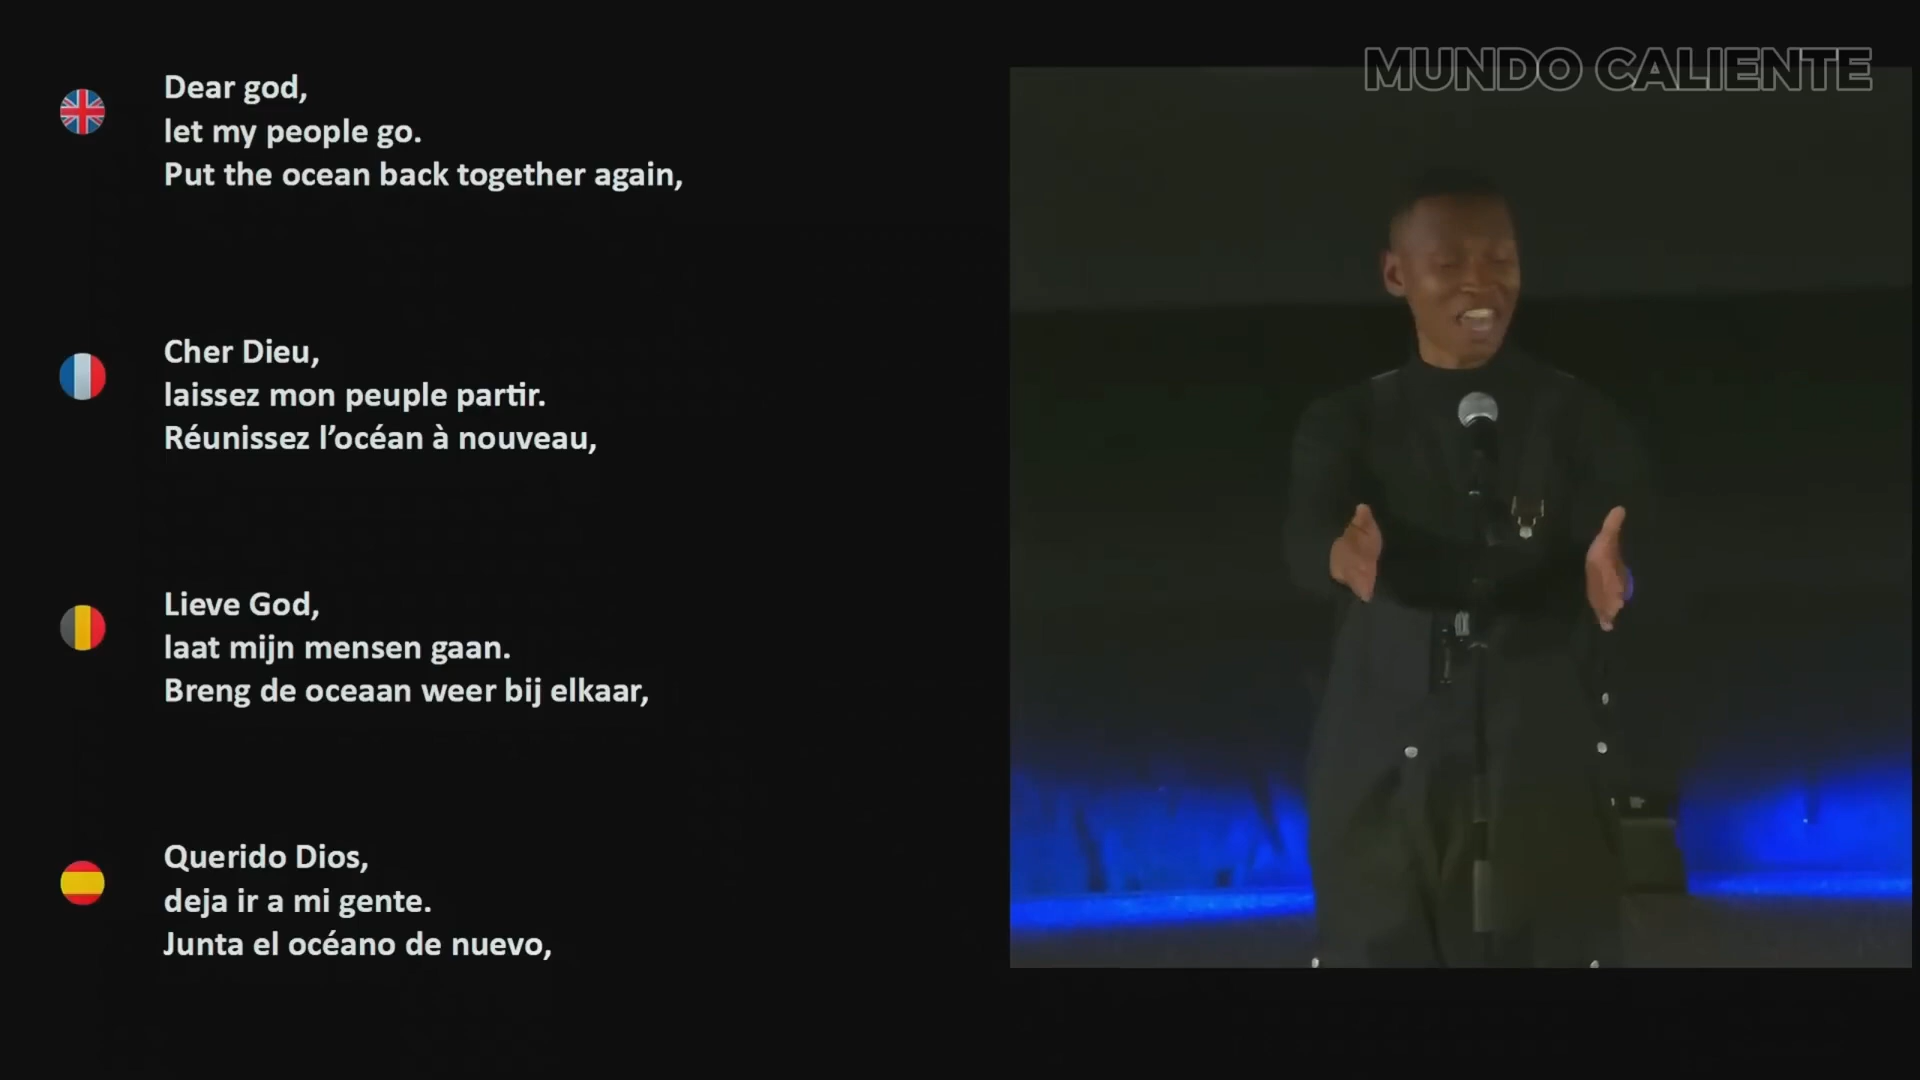 MUNDO CALIENTE
Dear god,
let my people go.
Put the ocean back together again,
Cher Dieu,
laissez mon peuple partir.
Réunissez l’océan à nouveau,
Lieve God,
laat mijn mensen gaan.
Breng de oceaan weer bij elkaar,
Querido Dios,
deja ir a mi gente.
Junta el océano de nuevo,